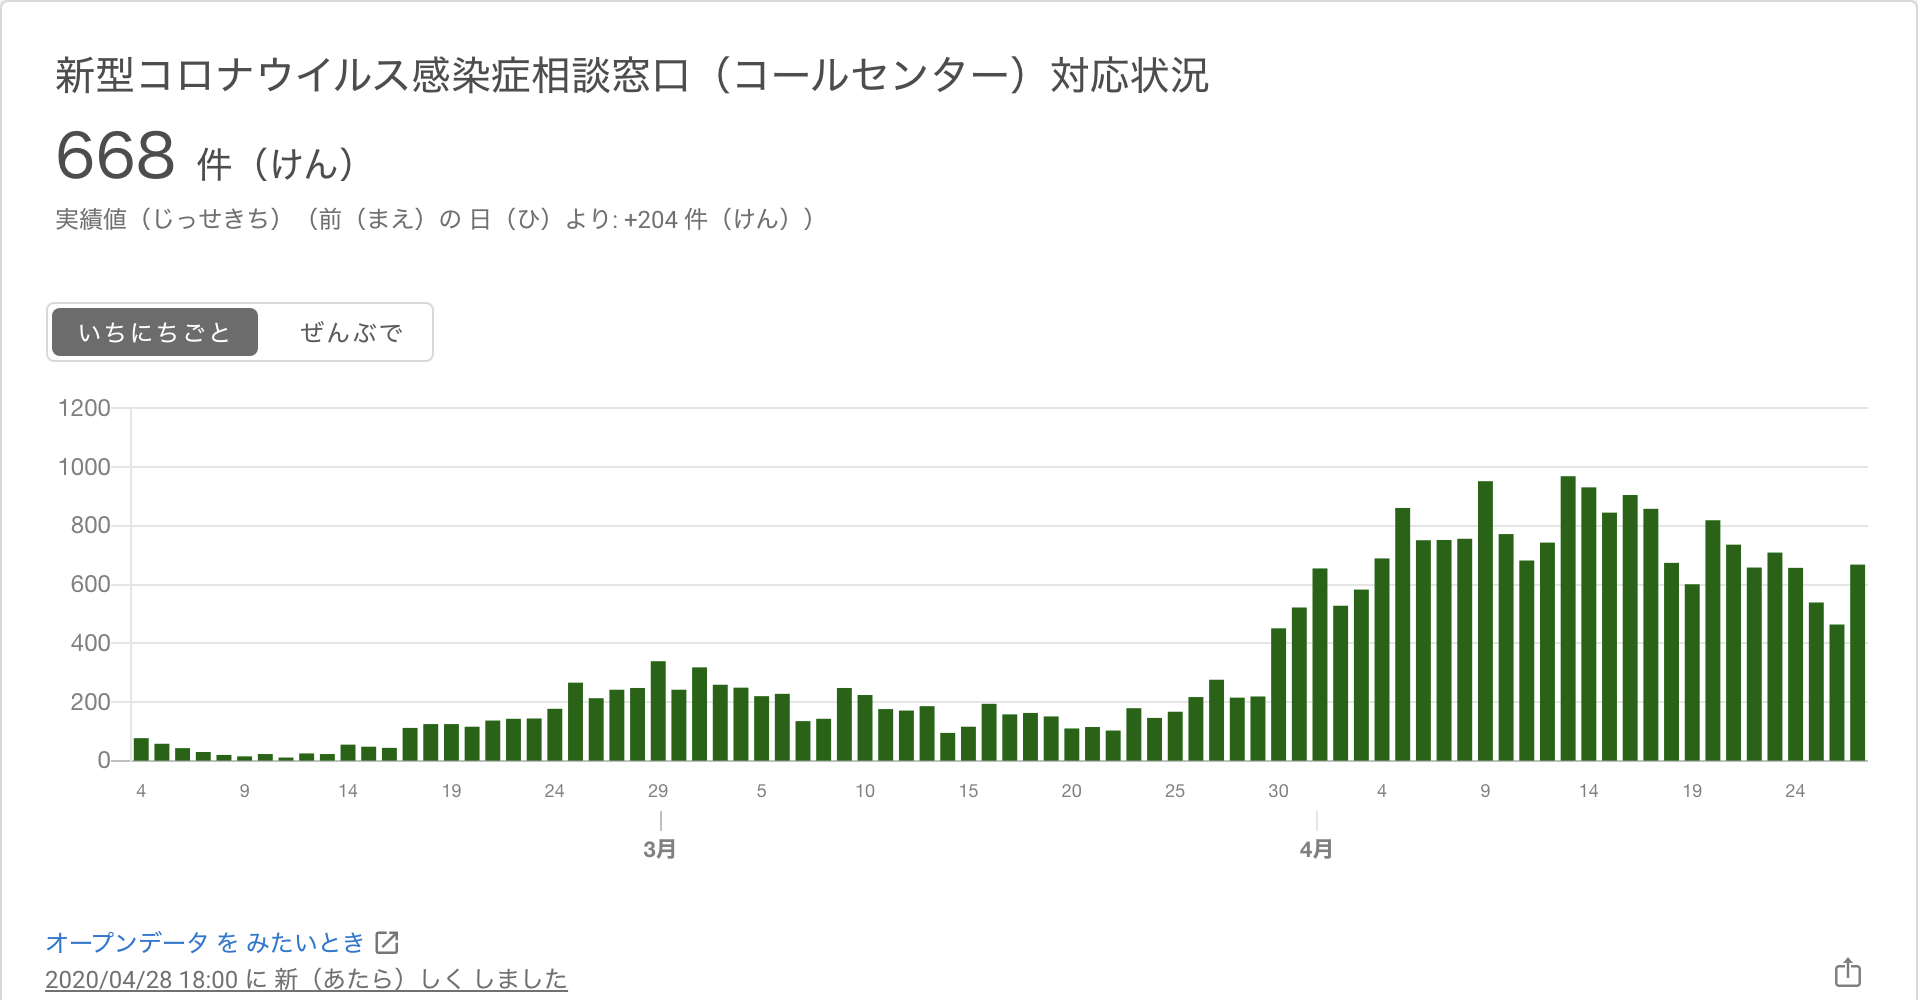 新型コロナウイルス感染症相談窓口（コールセンター）対応状況
668 件（けん）
実績値（じっせきち）（前（まえ）の 日（ひ）より: +204 件（けん））
いちにちごと ぜんぶで
1200
1000
800
600
400
200
0
4 9 14 19 24 29 5 10 15 20 25 30 4 9 14 19 24
3月 4月
オープンデータ を みたいとき
2020/04/28 18:00 に 新（あたら）しく しました